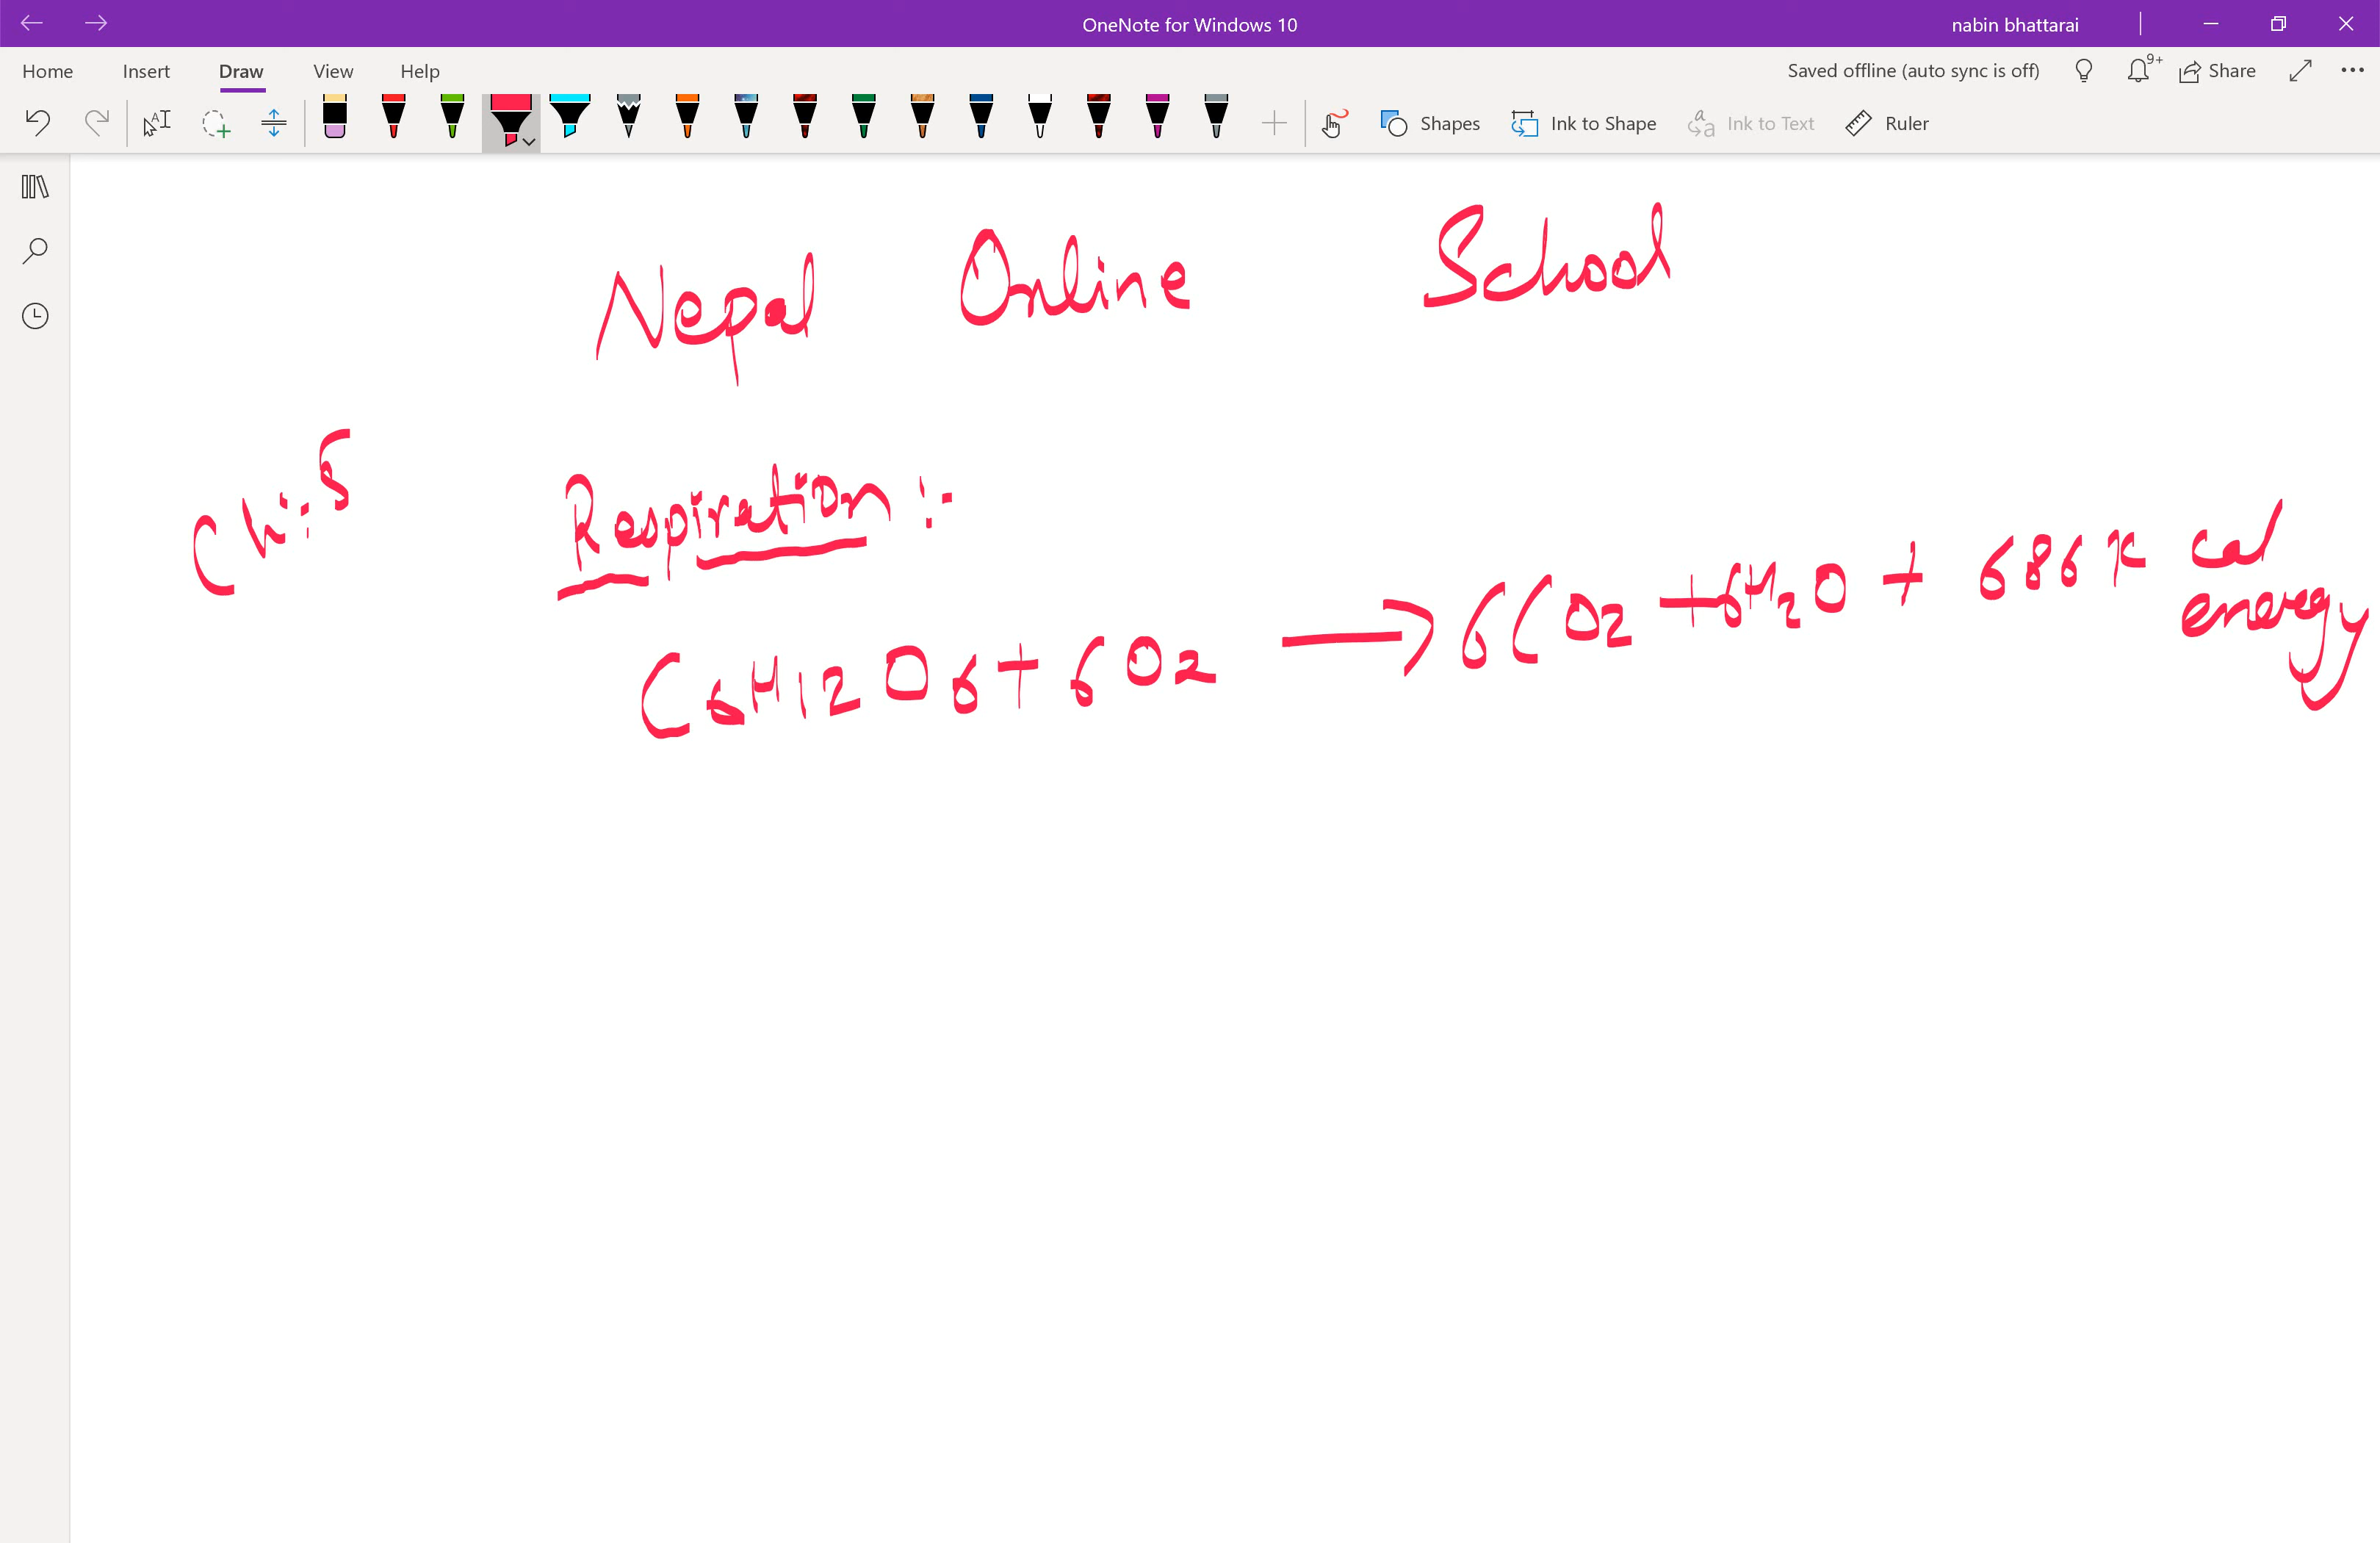 OneNote for Windows 10
nabin bhattarai
Home Insert Draw View Help
Saved offline (auto sync is off) 9+ Share
Shapes Ink to Shape Ink to Text Ruler
Nepal Online School
Ch:-5 Respiration :-
C6H12O6 + 6O2 → 6CO2 + 6H2O + 686 K cal
energy